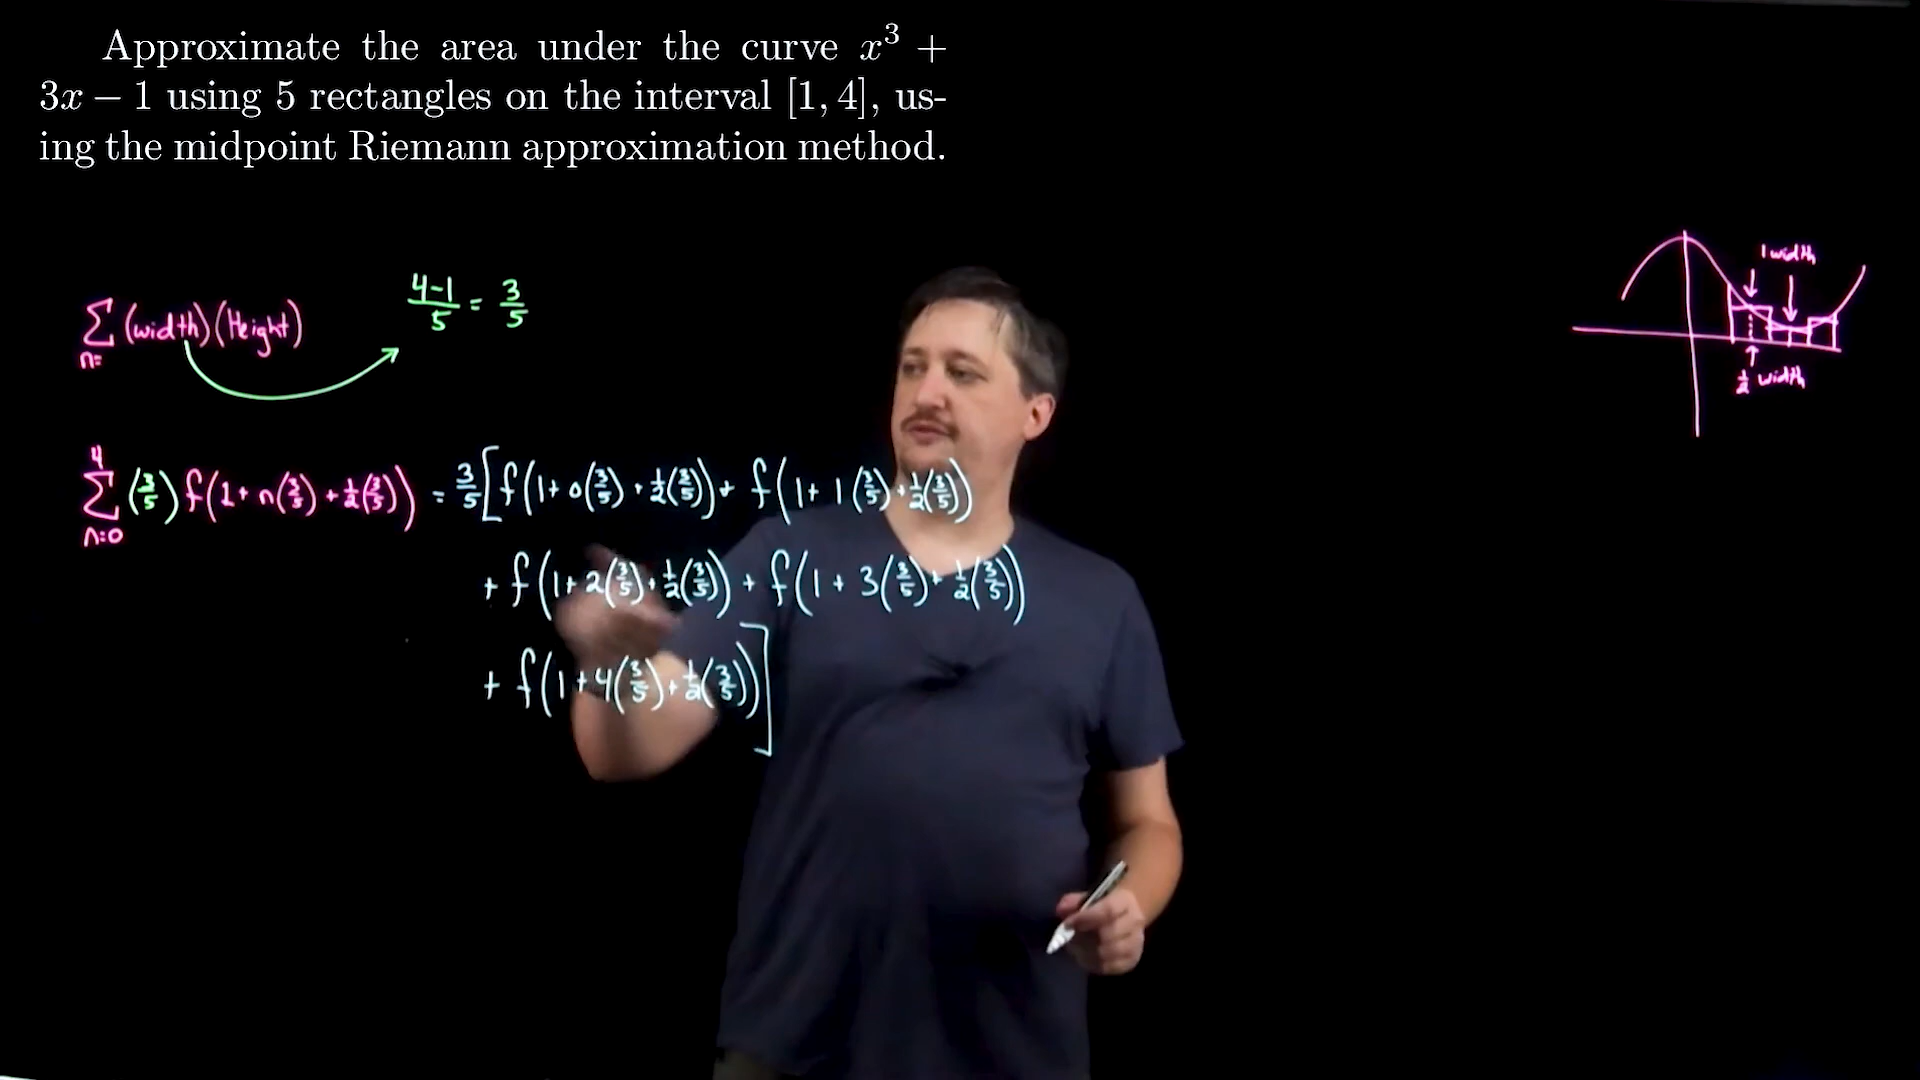 Approximate the area under the curve x³ +
3x − 1 using 5 rectangles on the interval [1, 4], us-
ing the midpoint Riemann approximation method.
∑ (width)(Height)
n=
(4-1)/5 = 3/5
1 width
1/2 width
4
∑ (3/5) f(1+ n(3/5) + 1/2(3/5)) = 3/5[f(1+ 0(3/5) + 1/2(3/5)) + f(1+ 1(3/5) + 1/2(3/5))
n=0
+ f(1+ 2(3/5) + 1/2(3/5)) + f(1 + 3(3/5) + 1/2(3/5))
+ f(1+4(3/5) + 1/2(3/5))]